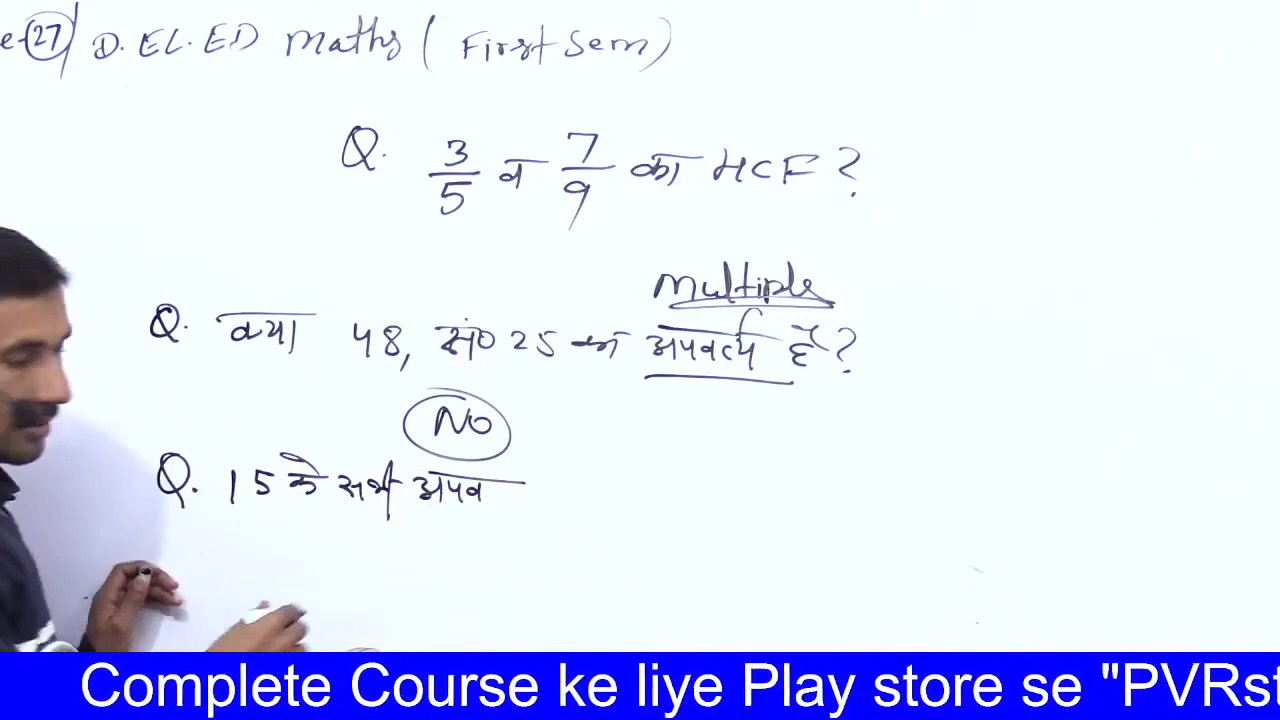 e-27 D.EL.ED Maths ( First Sem )
Q. 3/5 व 7/9 का HCF ?
Multiple
Q. क्या 48, सं० 25 का अपवर्त्य है ?
No
Q. 15 के सभी अपव
Complete Course ke liye Play store se "PVRst